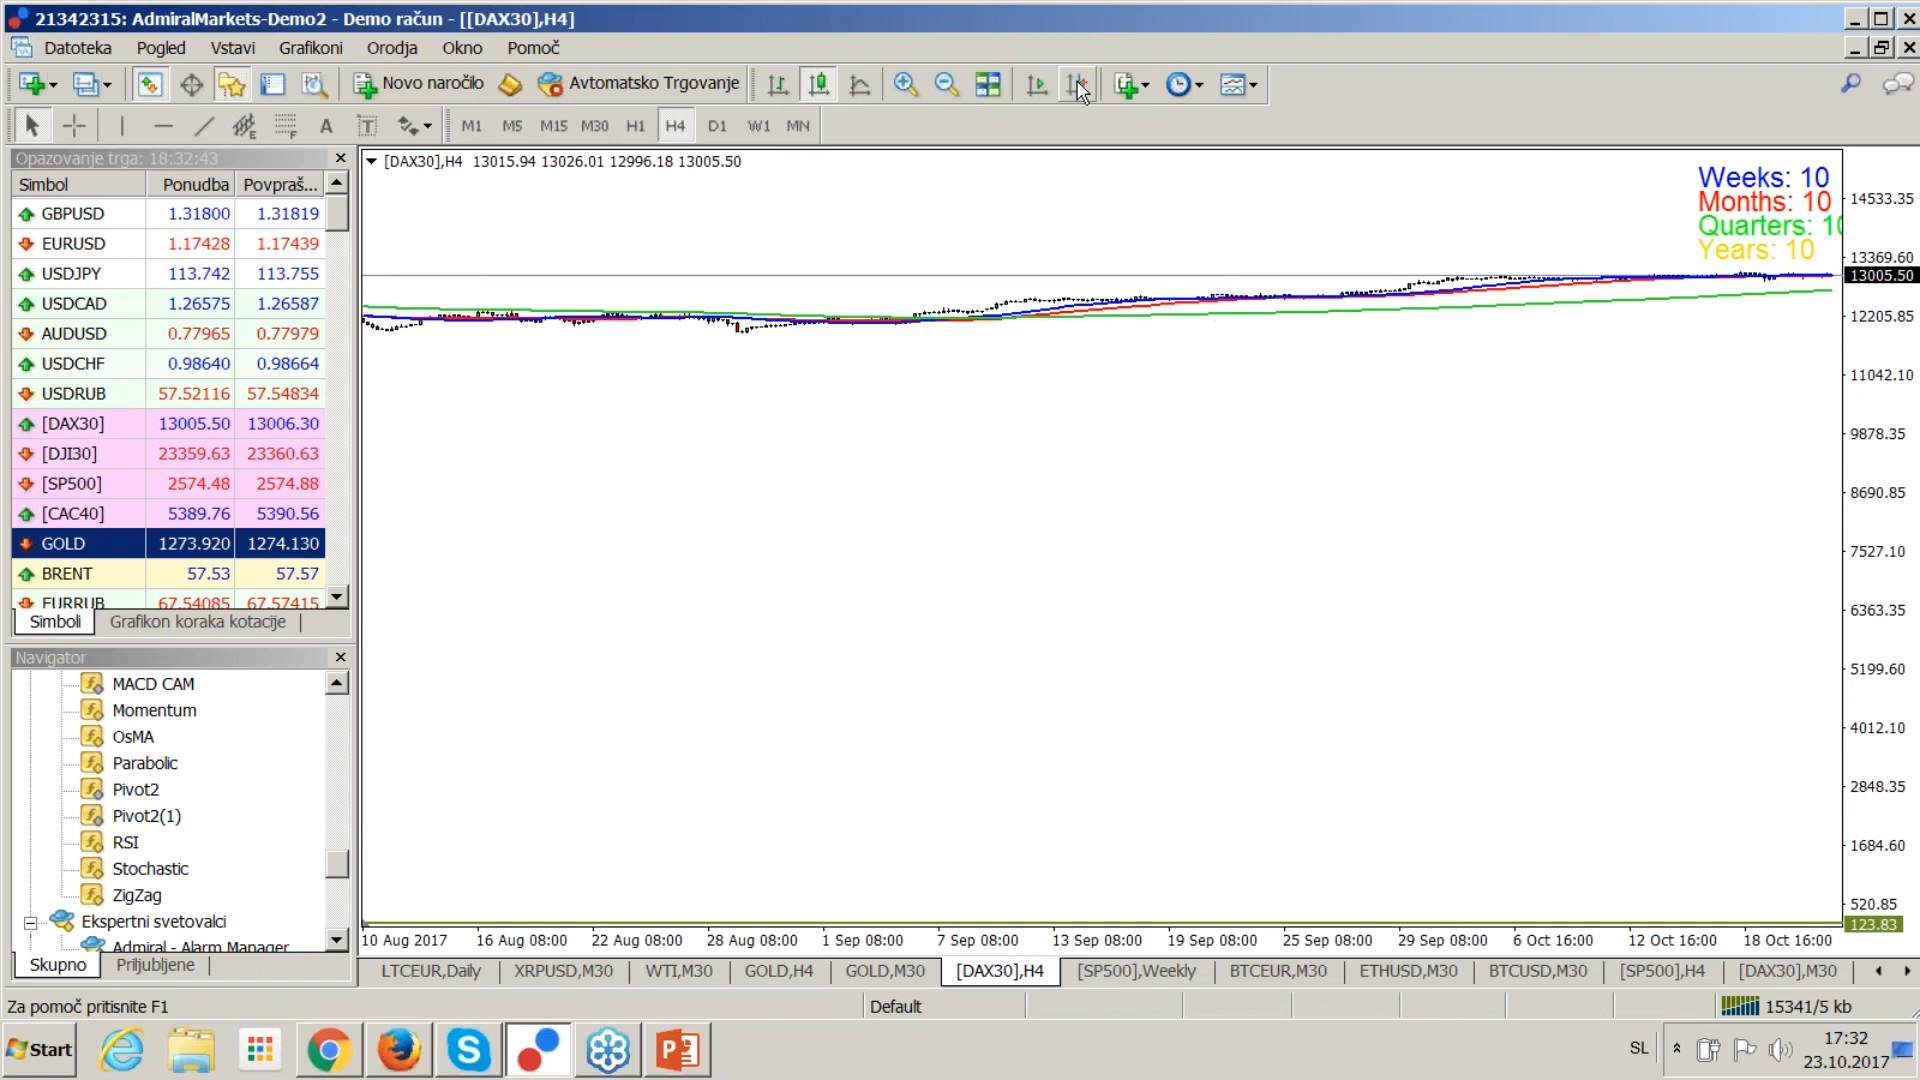 21342315: AdmiralMarkets-Demo2 - Demo račun - [[DAX30],H4]
Datoteka Pogled Vstavi Grafikoni Orodja Okno Pomoč
Novo naročilo Avtomatsko Trgovanje
M1 M5 M15 M30 H1 H4 D1 W1 MN
Opazovanje trga: 18:32:43
Simbol Ponudba Povpraš...
GBPUSD 1.31800 1.31819
EURUSD 1.17428 1.17439
USDJPY 113.742 113.755
USDCAD 1.26575 1.26587
AUDUSD 0.77965 0.77979
USDCHF 0.98640 0.98664
USDRUB 57.52116 57.54834
[DAX30] 13005.50 13006.30
[DJI30] 23359.63 23360.63
[SP500] 2574.48 2574.88
[CAC40] 5389.76 5390.56
GOLD 1273.920 1274.130
BRENT 57.53 57.57
EURRUB 67.54085 67.57415
Simboli Grafikon koraka kotacije
Navigator
MACD CAM
Momentum
OsMA
Parabolic
Pivot2
Pivot2(1)
RSI
Stochastic
ZigZag
Ekspertni svetovalci
Admiral - Alarm Manager
Skupno Priljubljene
[DAX30],H4 13015.94 13026.01 12996.18 13005.50
Weeks: 10
Months: 10
Quarters: 10
Years: 10
14533.35
13369.60
13005.50
12205.85
11042.10
9878.35
8690.85
7527.10
6363.35
5199.60
4012.10
2848.35
1684.60
520.85
123.83
10 Aug 2017 16 Aug 08:00 22 Aug 08:00 28 Aug 08:00 1 Sep 08:00 7 Sep 08:00 13 Sep 08:00 19 Sep 08:00 25 Sep 08:00 29 Sep 08:00 6 Oct 16:00 12 Oct 16:00 18 Oct 16:00
LTCEUR,Daily XRPUSD,M30 WTI,M30 GOLD,H4 GOLD,M30 [DAX30],H4 [SP500],Weekly BTCEUR,M30 ETHUSD,M30 BTCUSD,M30 [SP500],H4 [DAX30],M30
Za pomoč pritisnite F1 Default 15341/5 kb
Start SL 17:32
23.10.2017